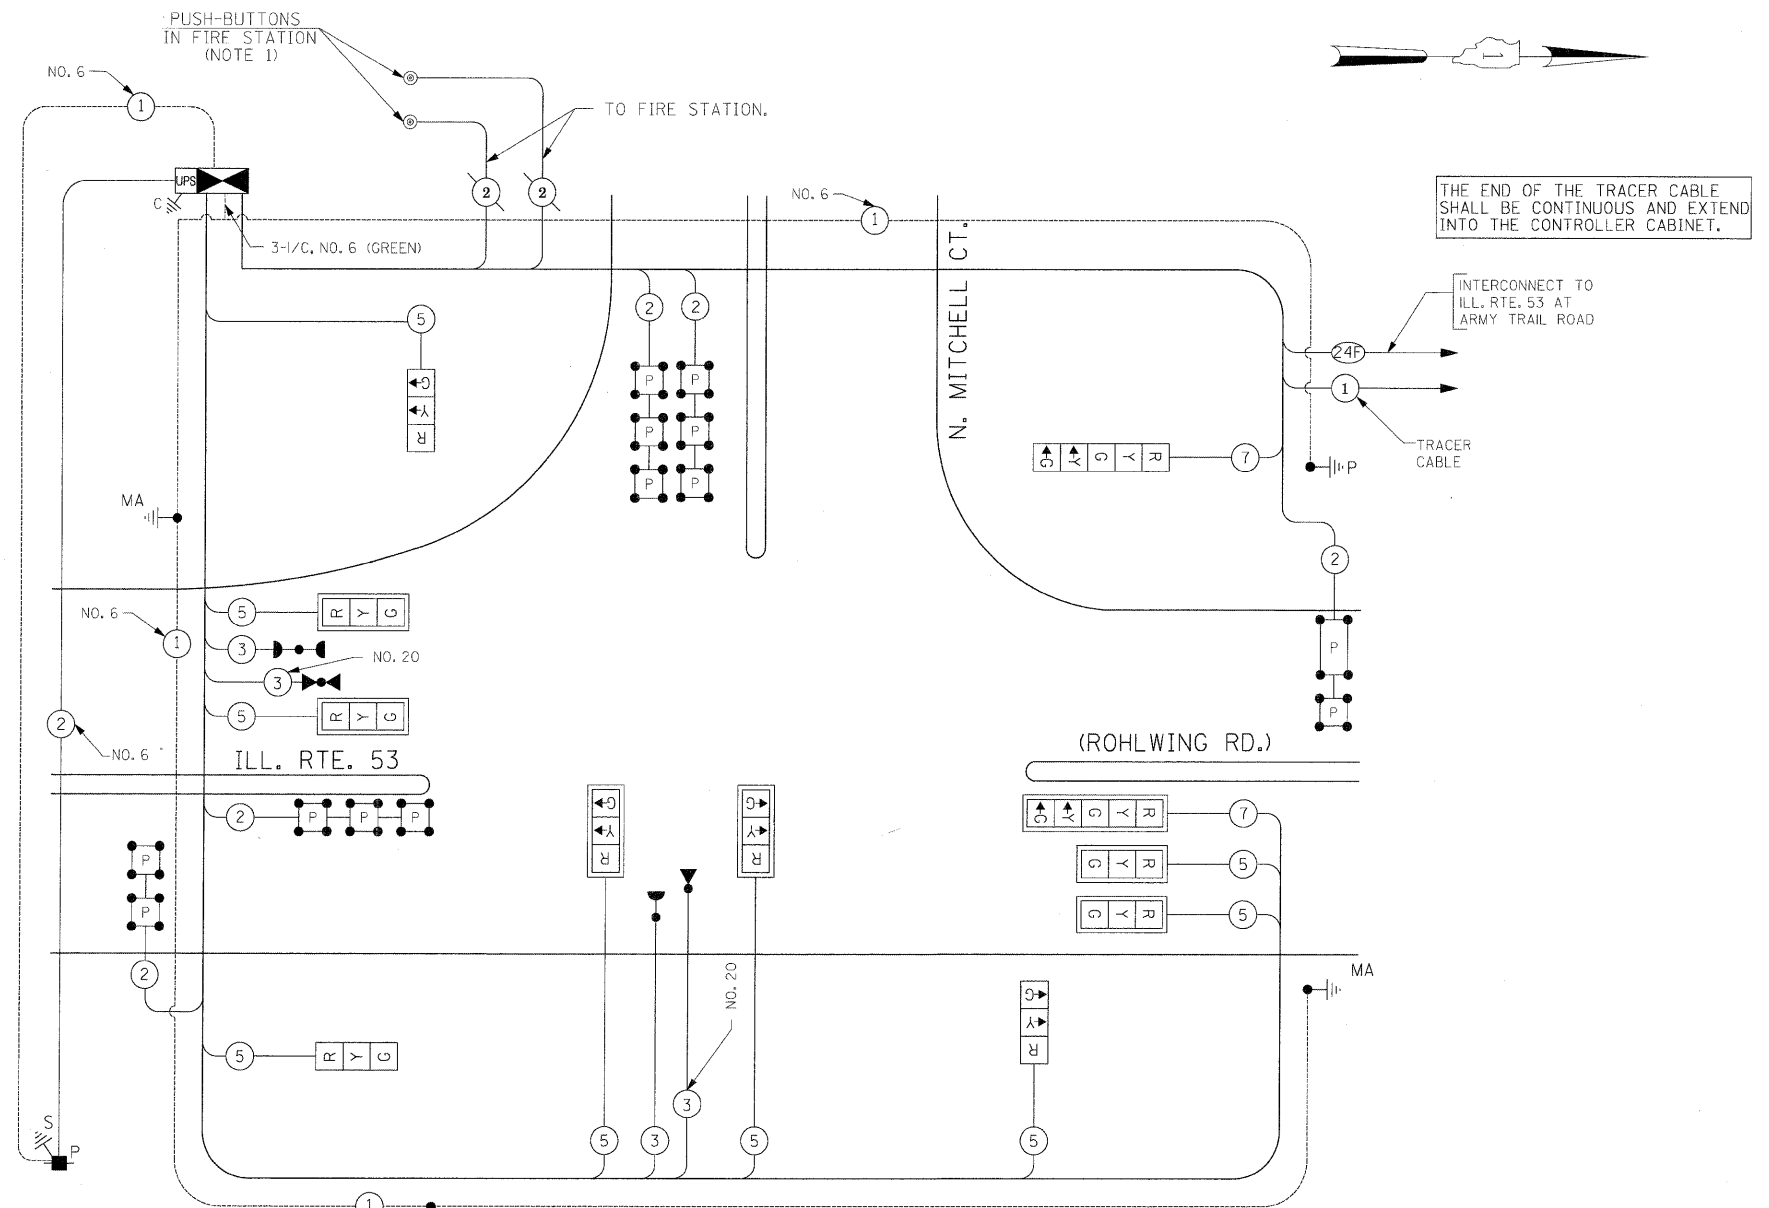 PUSH-BUTTONS
IN FIRE STATION
(NOTE 1)
NO. 6
1
TO FIRE STATION.
UPS
C
2
2
NO. 6
1
3-1/C, NO. 6 (GREEN)
THE END OF THE TRACER CABLE
SHALL BE CONTINUOUS AND EXTEND
INTO THE CONTROLLER CABINET.
N. MITCHELL CT.
INTERCONNECT TO
ILL. RTE. 53 AT
ARMY TRAIL ROAD
24F
1
TRACER
CABLE
5
G
Y
R
2
2
P P
P P
P P
G Y G Y R
7
P
MA
2
P
P
NO. 6
1
5
R Y G
3
3
NO. 20
5
R Y G
2
NO. 6
ILL. RTE. 53
(ROHLWING RD.)
2
P P P
P
P
2
G
Y
R
G
Y
R
G Y G Y R
7
G Y R
5
G Y R
5
NO. 20
MA
G
Y
R
5
R Y G
3
5
3
5
5
S
P
1
1